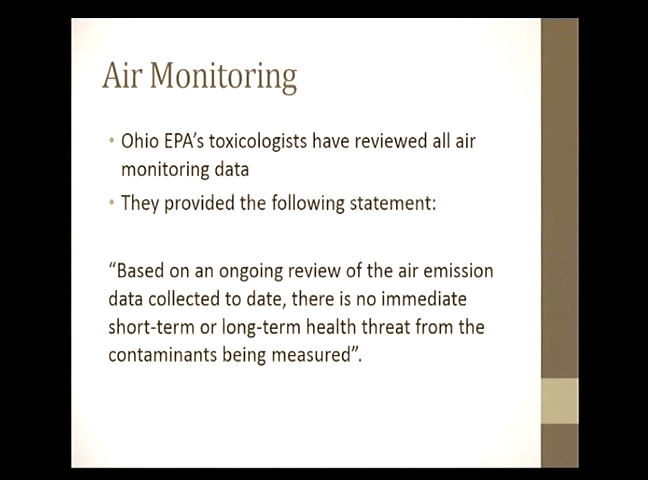 Air Monitoring
• Ohio EPA's toxicologists have reviewed all air
monitoring data
• They provided the following statement:
“Based on an ongoing review of the air emission
data collected to date, there is no immediate
short-term or long-term health threat from the
contaminants being measured”.